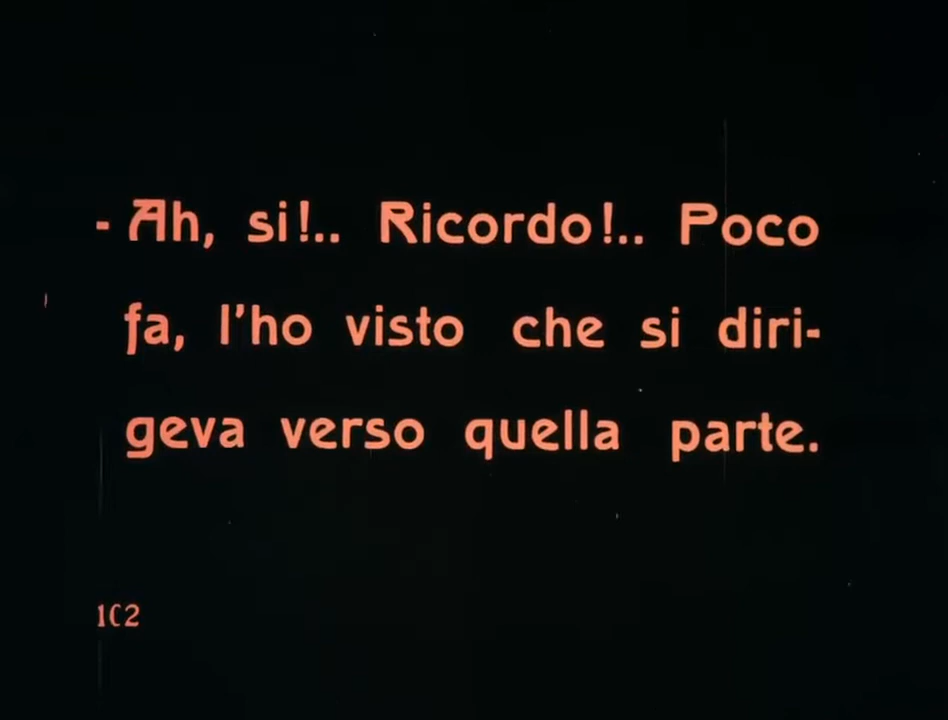 - Ah, si!.. Ricordo!.. Poco
fa, l'ho visto che si diri-
geva verso quella parte.
1C2